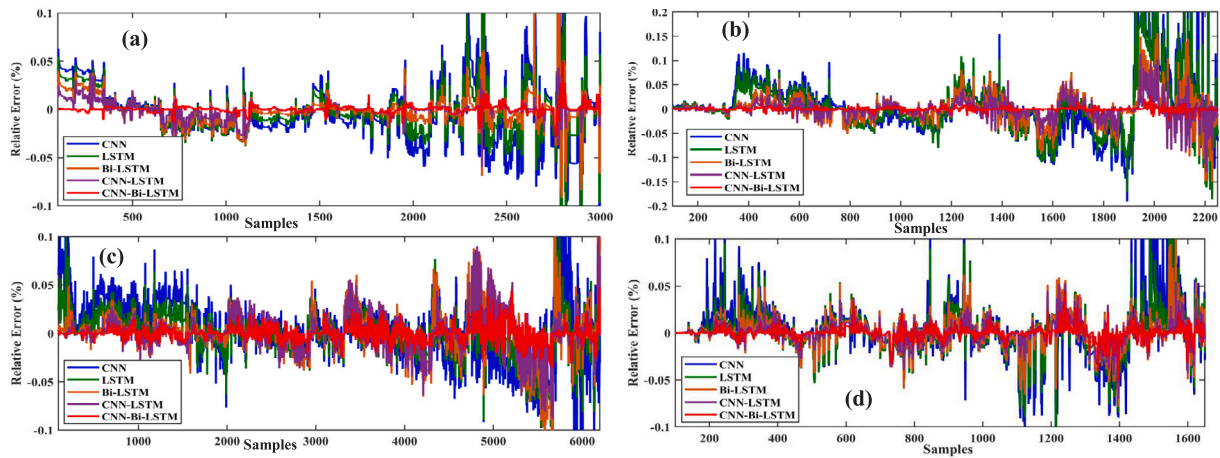 (a)
Relative Error (%)
0.1
0.05
0
-0.05
-0.1
CNN
LSTM
Bi-LSTM
CNN-LSTM
CNN-Bi-LSTM
500
1000
1500
2000
2500
3000
Samples
(b)
Relative Error (%)
0.2
0.15
0.1
0.05
0
-0.05
-0.1
-0.15
-0.2
CNN
LSTM
Bi-LSTM
CNN-LSTM
CNN-Bi-LSTM
200
400
600
800
1000
1200
1400
1600
1800
2000
2200
Samples
(c)
Relative Error (%)
0.1
0.05
0
-0.05
-0.1
CNN
LSTM
Bi-LSTM
CNN-LSTM
CNN-Bi-LSTM
1000
2000
3000
4000
5000
6000
Samples
(d)
Relative Error (%)
0.1
0.05
0
-0.05
-0.1
CNN
LSTM
Bi-LSTM
CNN-LSTM
CNN-Bi-LSTM
200
400
600
800
1000
1200
1400
1600
Samples